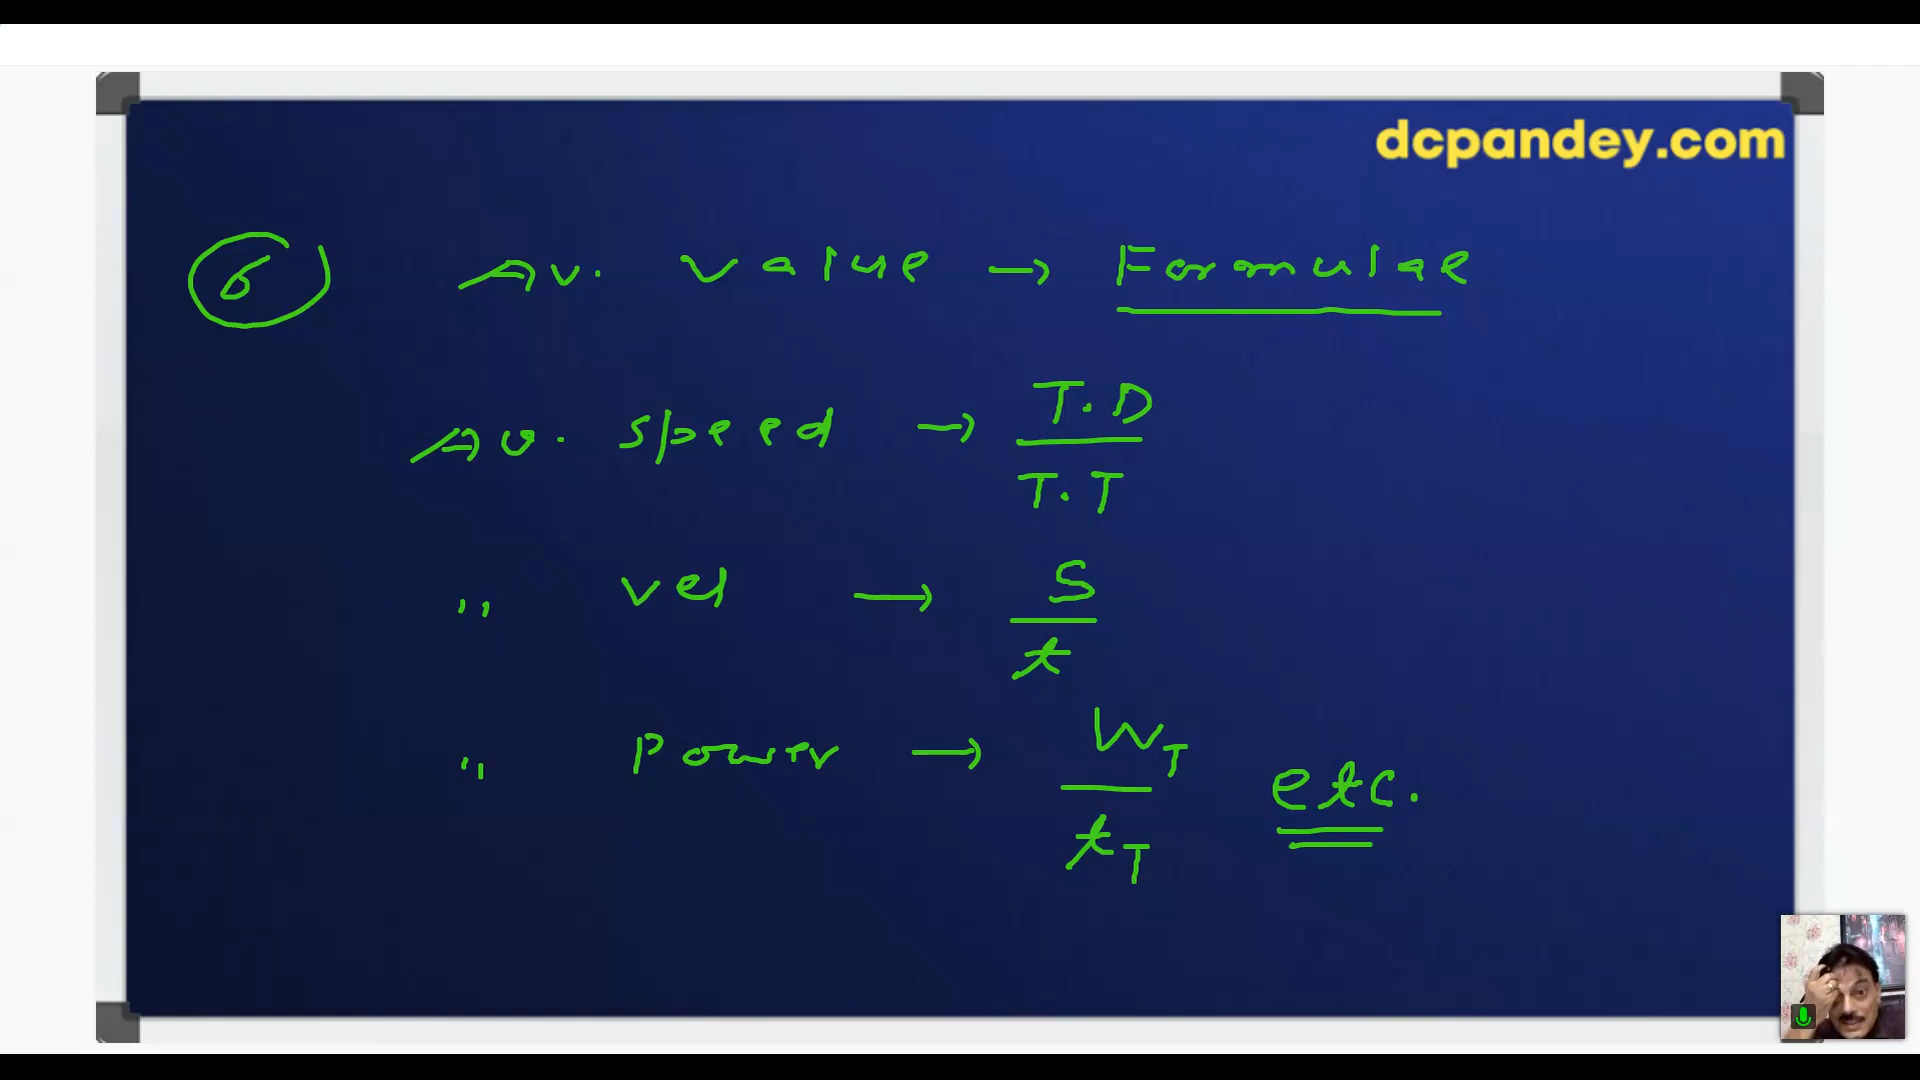 dcpandey.com
6 Av. value → Formulae
Av. speed → T.D / T.T
" vel → S / t
" Power → W_T / t_T etc.